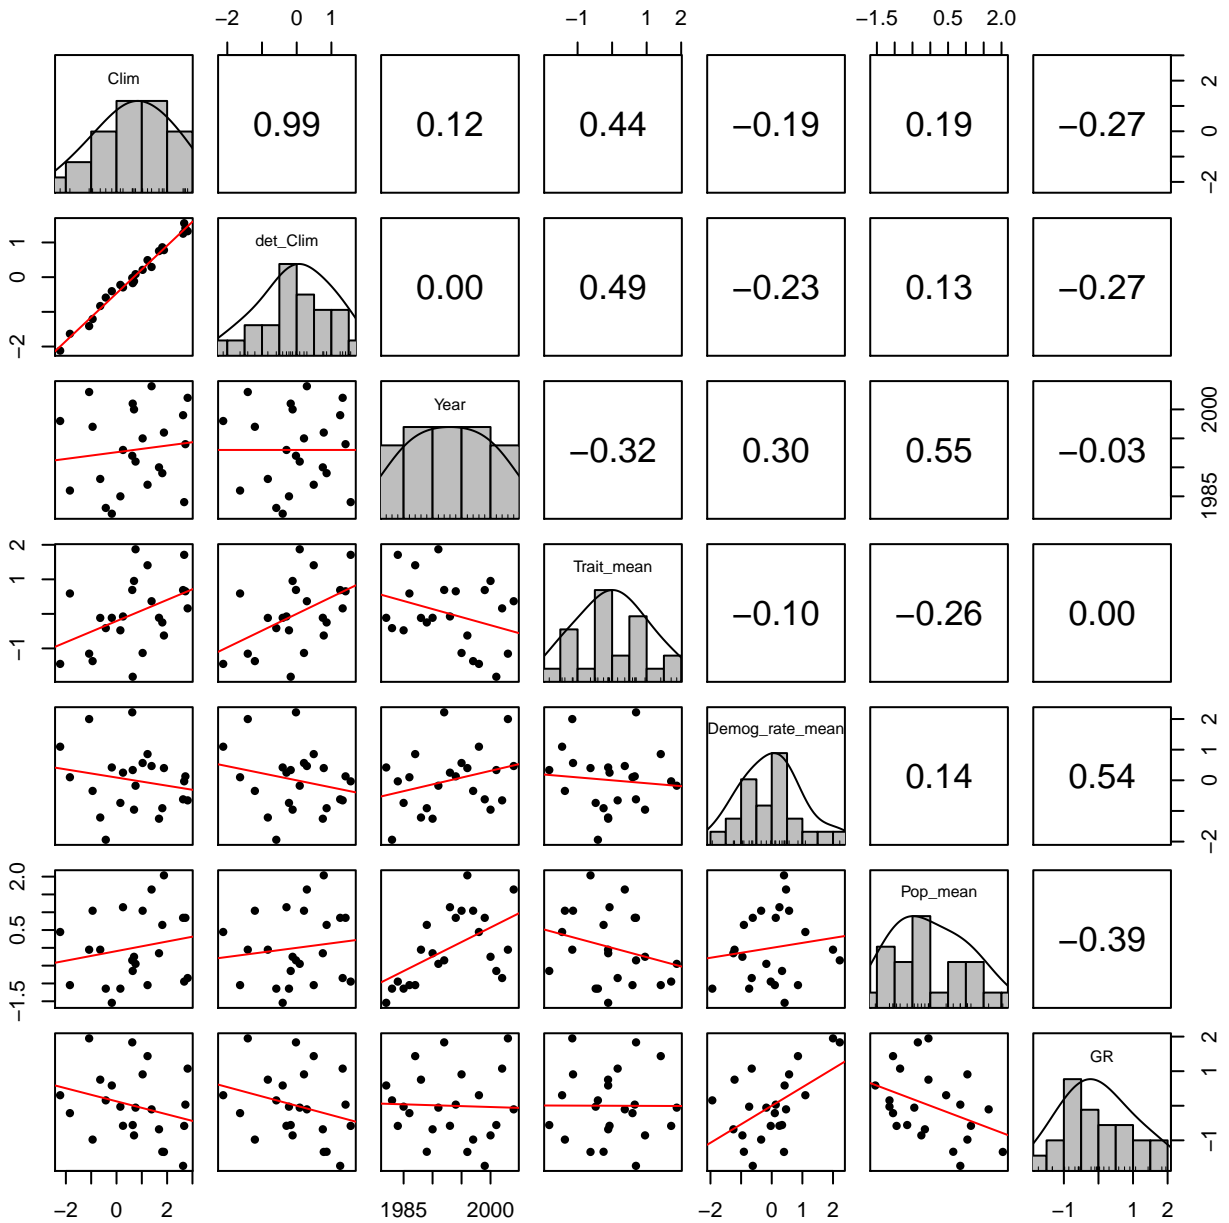 −2 0 1 −1 1 2 −1.5 0.5 2.0
Clim 0.99 0.12 0.44 −0.19 0.19 −0.27 −2 0 2
−2 0 1 det_Clim 0.00 0.49 −0.23 0.13 −0.27
Year −0.32 0.30 0.55 −0.03 1985 2000
−1 1 2 Trait_mean −0.10 −0.26 0.00
Demog_rate_mean 0.14 0.54 −2 0 1 2
−1.5 0.5 2.0 Pop_mean −0.39
GR −1 1 2
−2 0 2 1985 2000 −2 0 1 2 −1 1 2